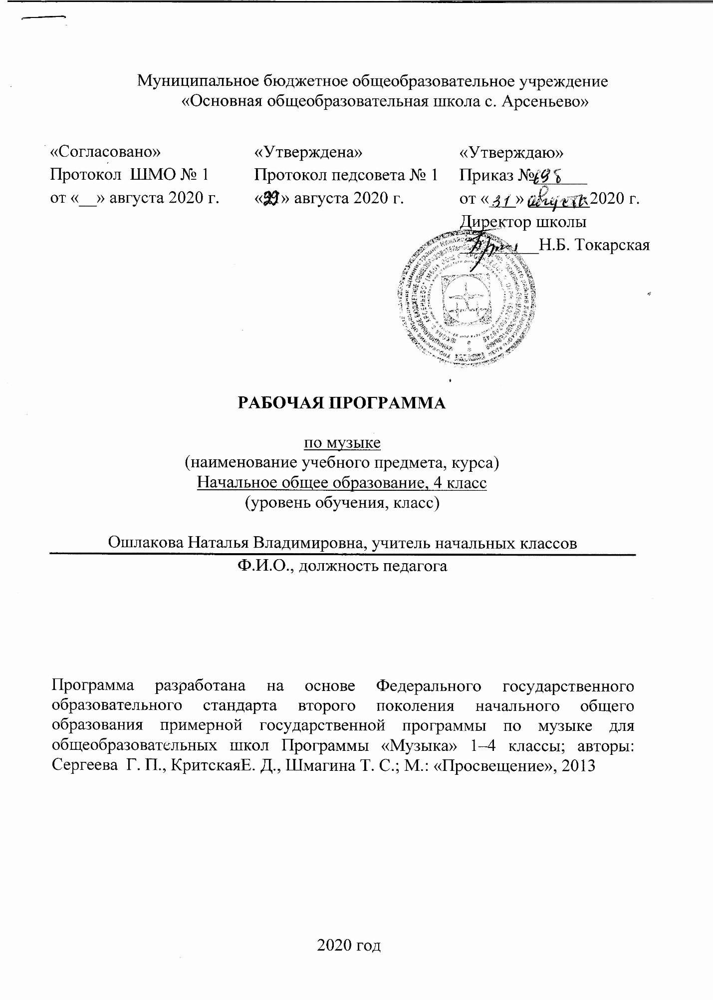 Муниципальное бюджетное общеобразовательное учреждение
«Основная общеобразовательная школа с. Арсеньево»
«Согласовано»
Протокол ШМО № 1
от «__» августа 2020 г.
«Утверждена»
Протокол педсовета № 1
«» августа 2020 г.
«Утверждаю»
Приказ №698
от «31» августа 2020 г.
Директор школы
Н.Б. Токарская
РАБОЧАЯ ПРОГРАММА
по музыке
(наименование учебного предмета, курса)
Начальное общее образование, 4 класс
(уровень обучения, класс)
Ошлакова Наталья Владимировна, учитель начальных классов
Ф.И.О., должность педагога
Программа разработана на основе Федерального государственного
образовательного стандарта второго поколения начального общего
образования примерной государственной программы по музыке для
общеобразовательных школ Программы «Музыка» 1–4 классы; авторы:
Сергеева Г. П., КритскаяЕ. Д., Шмагина Т. С.; М.: «Просвещение», 2013
2020 год